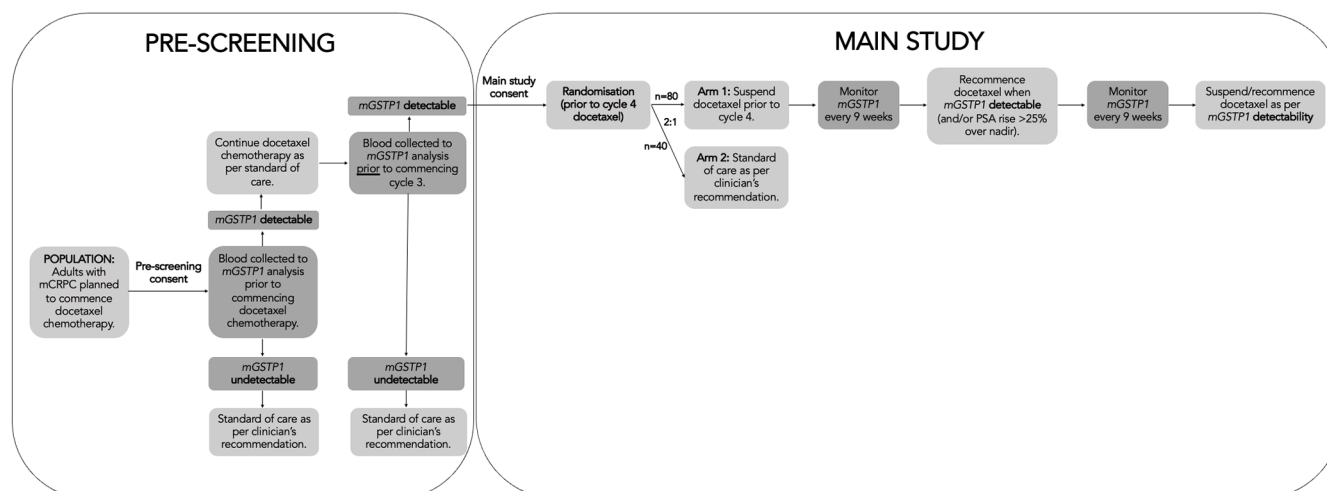 PRE-SCREENING
POPULATION:
Adults with
mCRPC planned
to commence
docetaxel
chemotherapy.
Pre-screening
consent
Blood collected to
mGSTP1 analysis
prior to
commencing
docetaxel
chemotherapy.
mGSTP1 detectable
Continue docetaxel
chemotherapy as
per standard of
care.
mGSTP1
undetectable
Standard of care as
per clinician's
recommendation.
Blood collected to
mGSTP1 analysis
prior to commencing
cycle 3.
mGSTP1 detectable
mGSTP1
undetectable
Standard of care as
per clinician's
recommendation.
MAIN STUDY
Main study
consent
Randomisation
(prior to cycle 4
docetaxel)
n=80
2:1
n=40
Arm 1: Suspend
docetaxel prior to
cycle 4.
Arm 2: Standard
of care as per
clinician's
recommendation.
Monitor
mGSTP1
every 9 weeks
Recommence
docetaxel when
mGSTP1 detectable
(and/or PSA rise >25%
over nadir).
Monitor
mGSTP1
every 9 weeks
Suspend/recommence
docetaxel as per
mGSTP1 detectability